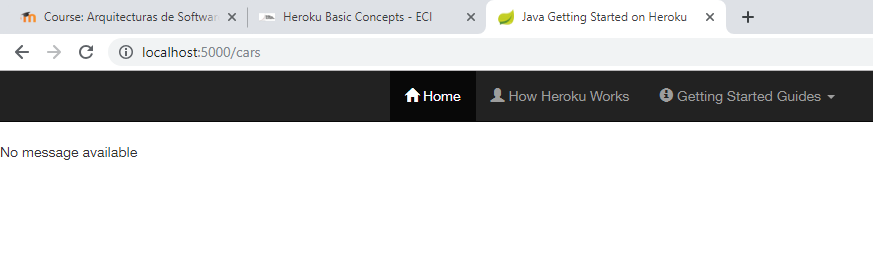 Course: Arquitecturas de Softwar
Heroku Basic Concepts - ECI
Java Getting Started on Heroku
localhost:5000/cars
Home
How Heroku Works
Getting Started Guides
No message available